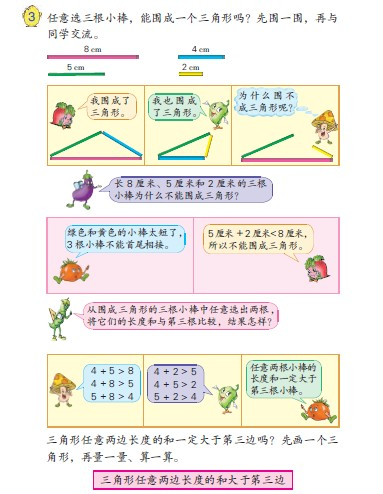 3 任意选三根小棒，能围成一个三角形吗？先围一围，再与
同学交流。
8 cm 4 cm
5 cm 2 cm
我围成了
三角形。
我也围成
了三角形。
为什么围不
成三角形呢？
长 8 厘米、5 厘米和 2 厘米的三根
小棒为什么不能围成三角形？
绿色和黄色的小棒太短了，
3 根小棒不能首尾相接。
5 厘米 + 2 厘米<8 厘米，
所以不能围成三角形。
从围成三角形的三根小棒中任意选出两根，
将它们的长度和与第三根比较，结果怎样？
4 + 5 > 8
4 + 8 > 5
5 + 8 > 4
4 + 2 > 5
4 + 5 > 2
5 + 2 > 4
任意两根小棒的
长度和一定大于
第三根小棒。
三角形任意两边长度的和一定大于第三边吗？先画一个三
角形，再量一量、算一算。
三角形任意两边长度的和大于第三边